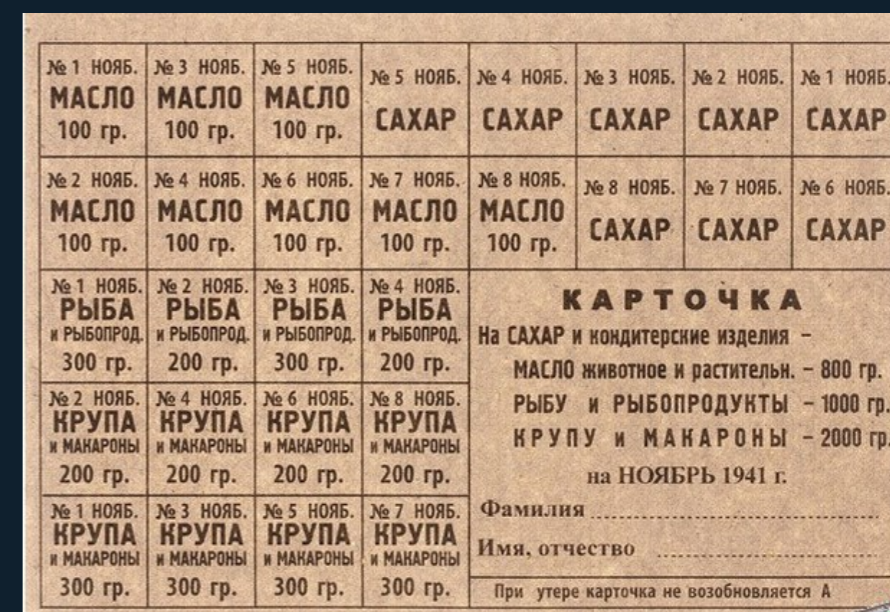 № 1 НОЯБ.
МАСЛО
100 гр.
№ 3 НОЯБ.
МАСЛО
100 гр.
№ 5 НОЯБ.
МАСЛО
100 гр.
№ 5 НОЯБ.
САХАР
№ 4 НОЯБ.
САХАР
№ 3 НОЯБ.
САХАР
№ 2 НОЯБ.
САХАР
№ 1 НОЯБ.
САХАР
№ 2 НОЯБ.
МАСЛО
100 гр.
№ 4 НОЯБ.
МАСЛО
100 гр.
№ 6 НОЯБ.
МАСЛО
100 гр.
№ 7 НОЯБ.
МАСЛО
100 гр.
№ 8 НОЯБ.
МАСЛО
100 гр.
№ 8 НОЯБ.
САХАР
№ 7 НОЯБ.
САХАР
№ 6 НОЯБ.
САХАР
№ 1 НОЯБ.
РЫБА
и РЫБОПРОД.
300 гр.
№ 2 НОЯБ.
РЫБА
и РЫБОПРОД.
200 гр.
№ 3 НОЯБ.
РЫБА
и РЫБОПРОД.
300 гр.
№ 4 НОЯБ.
РЫБА
и РЫБОПРОД.
200 гр.
№ 2 НОЯБ.
КРУПА
и МАКАРОНЫ
200 гр.
№ 4 НОЯБ.
КРУПА
и МАКАРОНЫ
200 гр.
№ 6 НОЯБ.
КРУПА
и МАКАРОНЫ
200 гр.
№ 8 НОЯБ.
КРУПА
и МАКАРОНЫ
200 гр.
№ 1 НОЯБ.
КРУПА
и МАКАРОНЫ
300 гр.
№ 3 НОЯБ.
КРУПА
и МАКАРОНЫ
300 гр.
№ 5 НОЯБ.
КРУПА
и МАКАРОНЫ
300 гр.
№ 7 НОЯБ.
КРУПА
и МАКАРОНЫ
300 гр.
КАРТОЧКА
На САХАР и кондитерские изделия –
МАСЛО животное и растительн. – 800 гр.
РЫБУ и РЫБОПРОДУКТЫ – 1000 гр.
КРУПУ и МАКАРОНЫ – 2000 гр.
на НОЯБРЬ 1941 г.
Фамилия
Имя, отчество
При утере карточка не возобновляется А